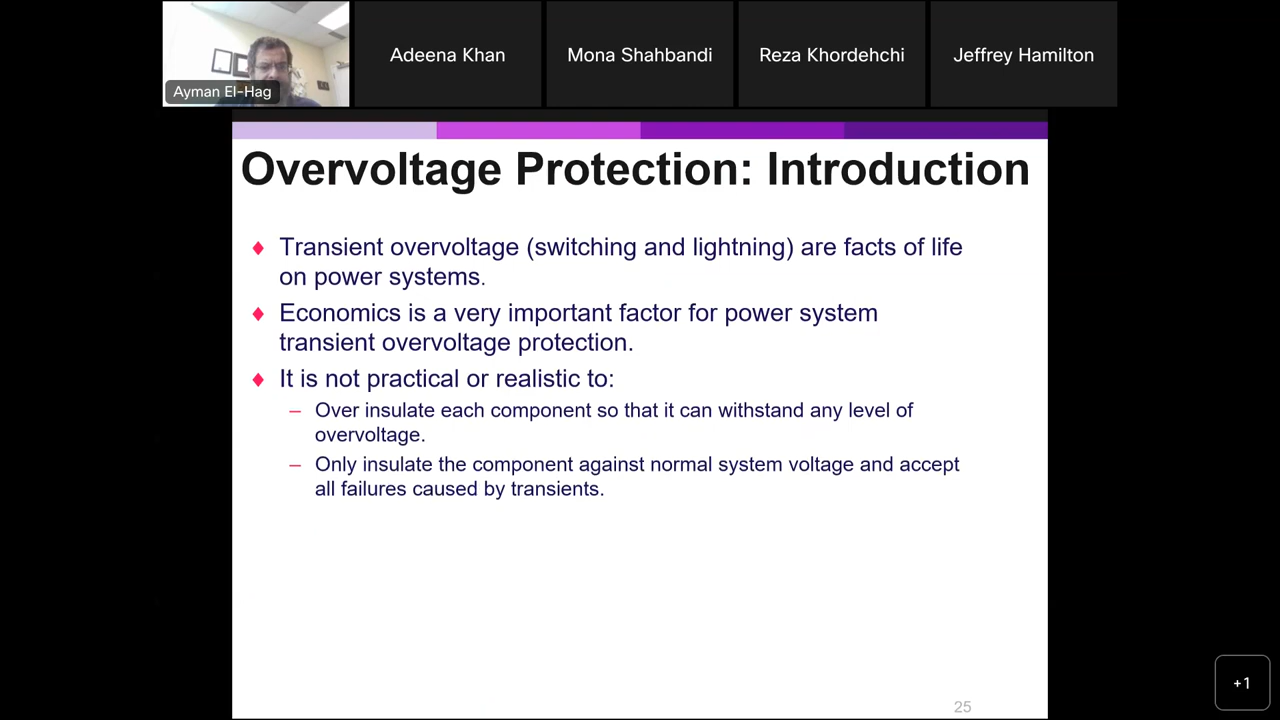 Ayman El-Hag
Adeena Khan
Mona Shahbandi
Reza Khordehchi
Jeffrey Hamilton
Overvoltage Protection: Introduction
♦ Transient overvoltage (switching and lightning) are facts of life
on power systems.
♦ Economics is a very important factor for power system
transient overvoltage protection.
♦ It is not practical or realistic to:
– Over insulate each component so that it can withstand any level of
overvoltage.
– Only insulate the component against normal system voltage and accept
all failures caused by transients.
+1
25